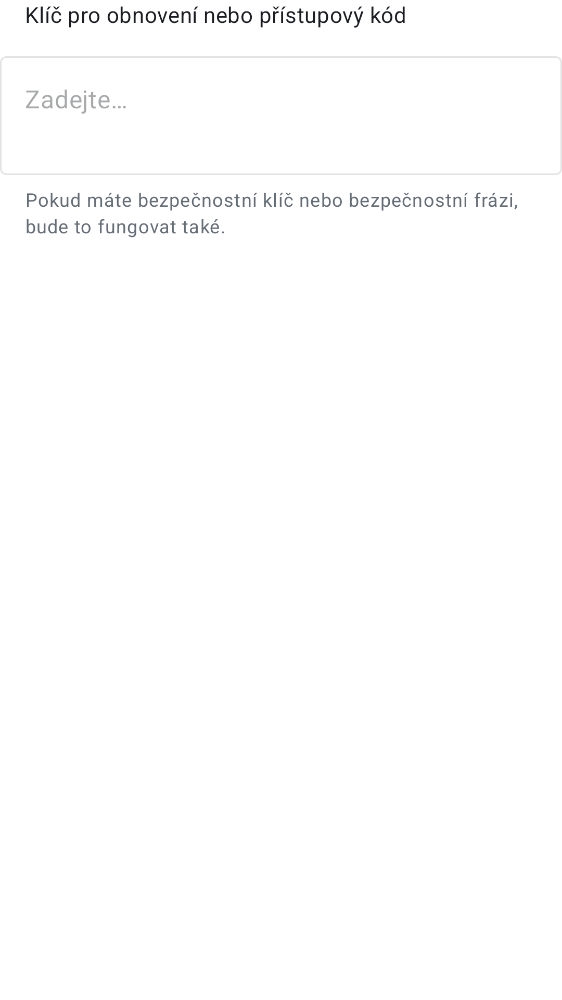 Klíč pro obnovení nebo přístupový kód
Zadejte…
Pokud máte bezpečnostní klíč nebo bezpečnostní frázi,
bude to fungovat také.